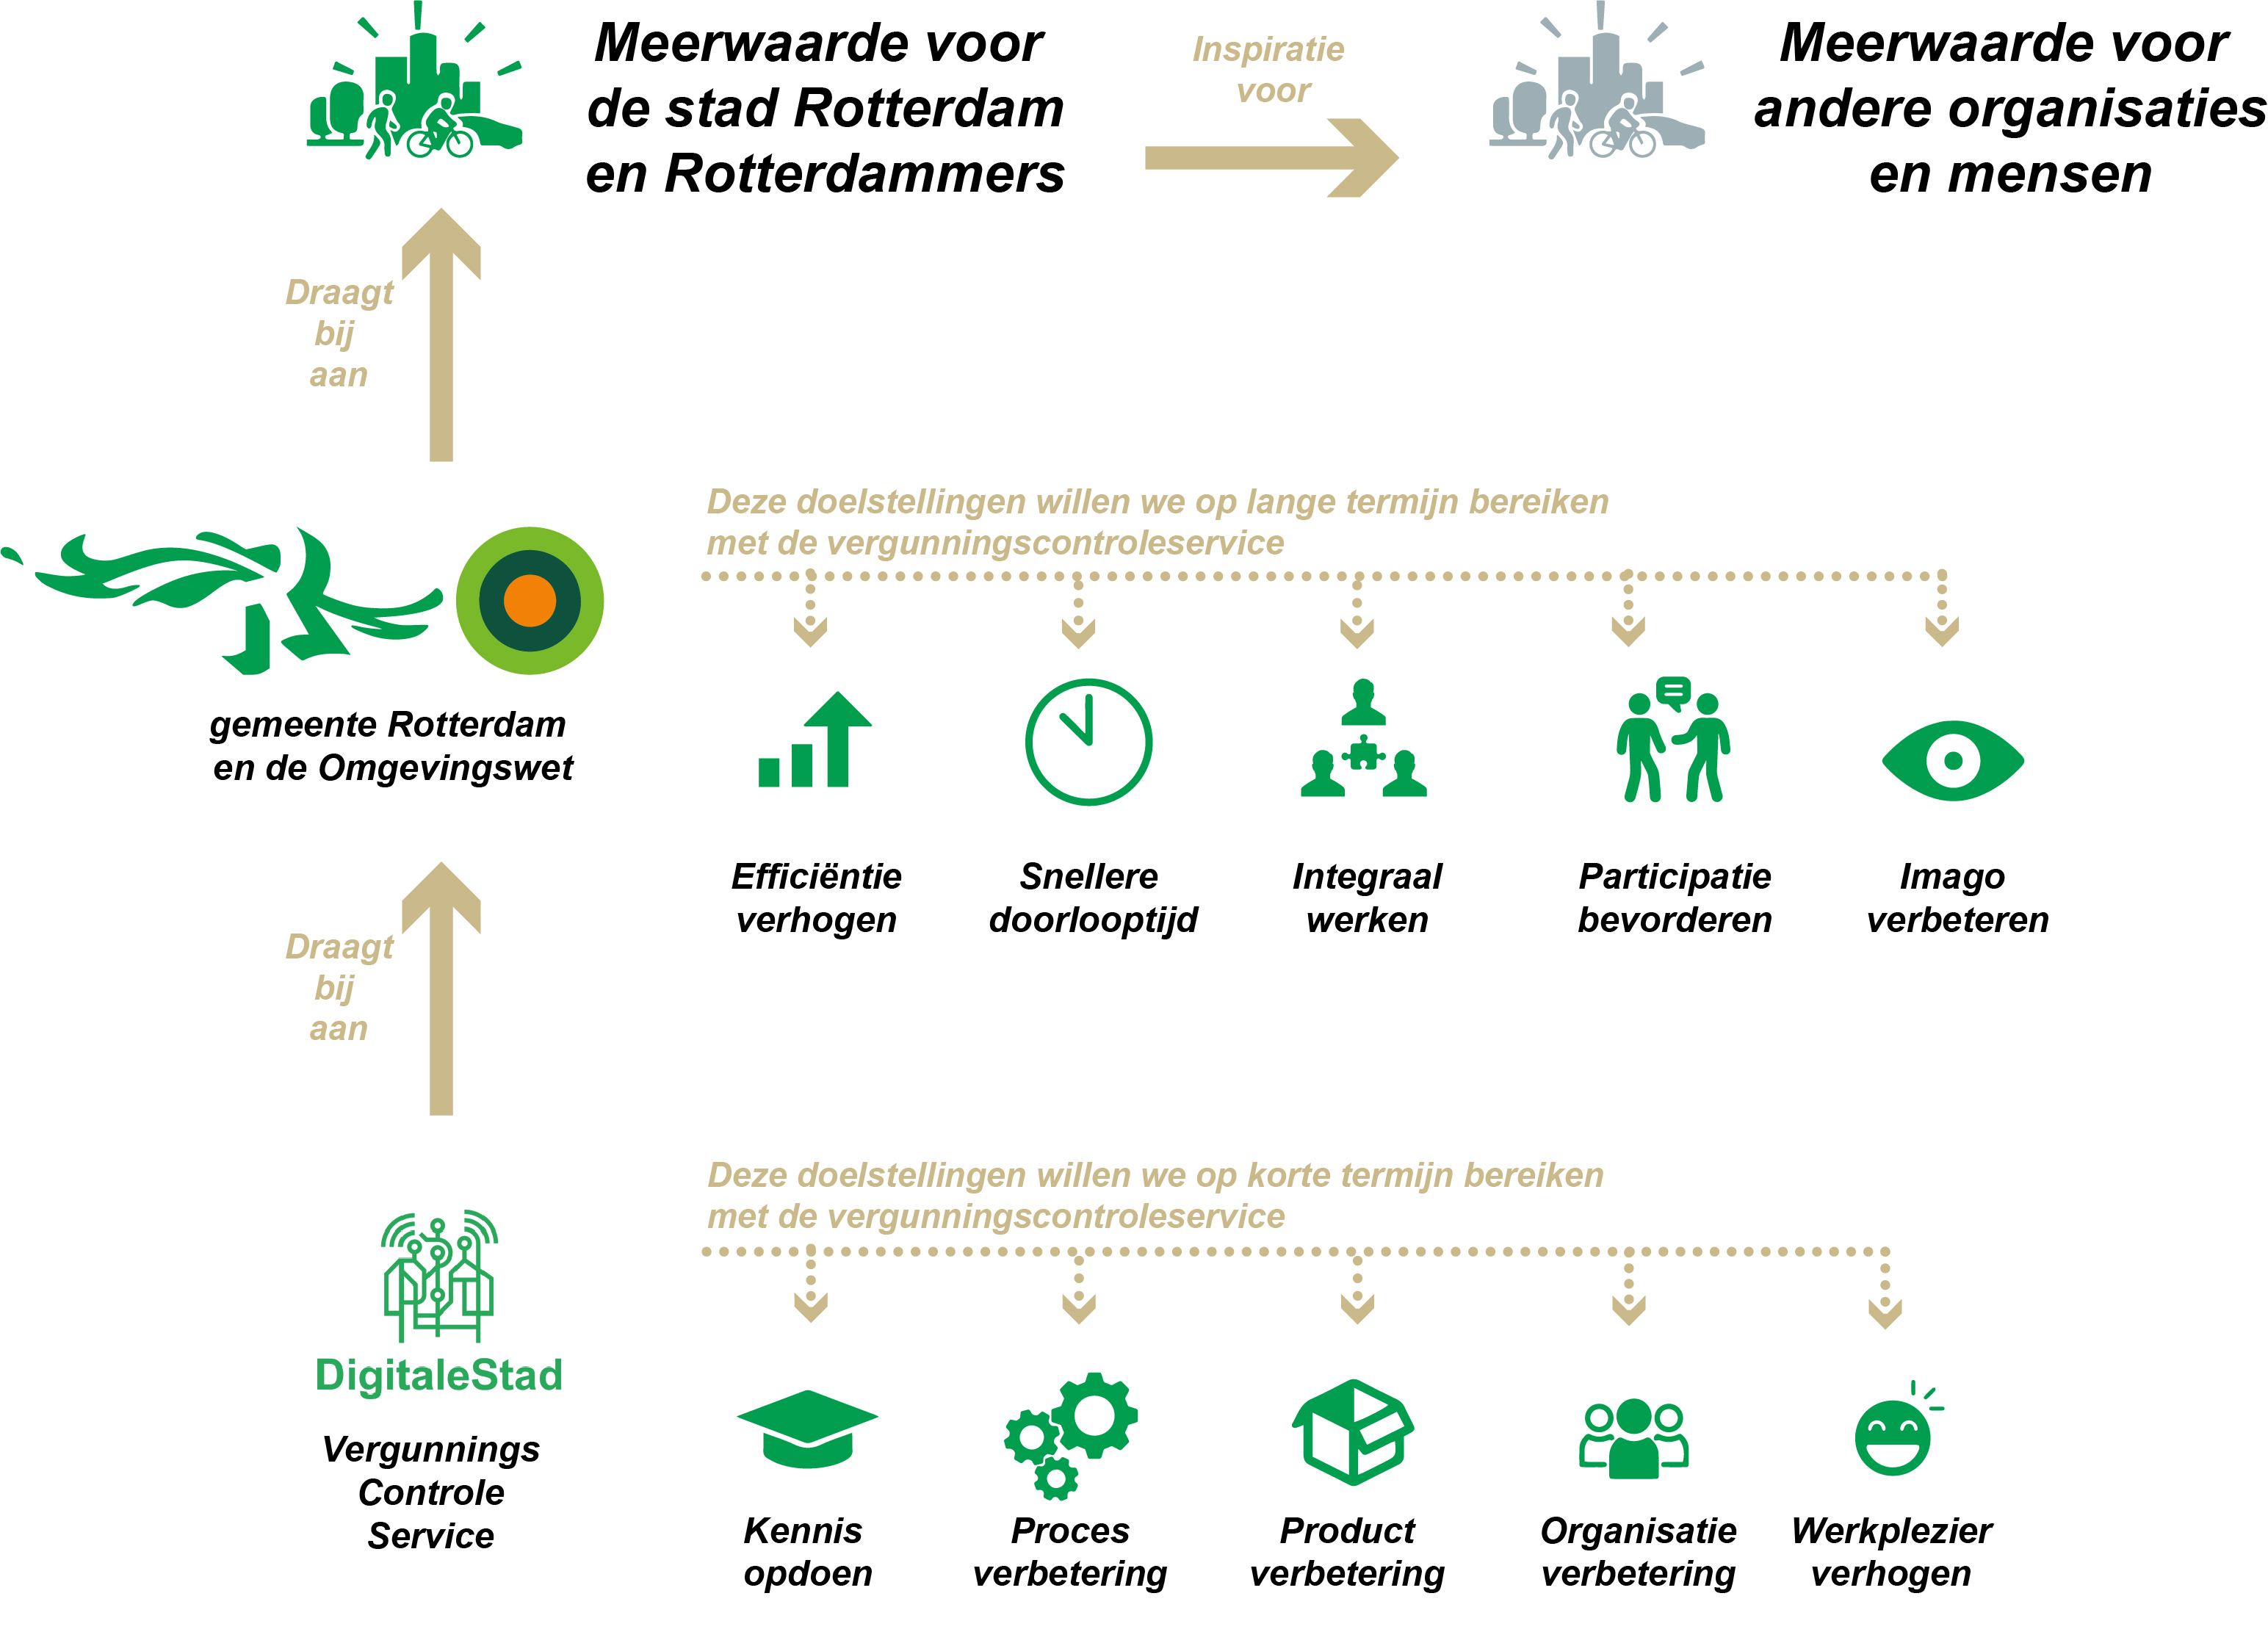 Meerwaarde voor
de stad Rotterdam
en Rotterdammers
Inspiratie
voor
Meerwaarde voor
andere organisaties
en mensen
Draagt
bij
aan
Deze doelstellingen willen we op lange termijn bereiken
met de vergunningscontroleservice
gemeente Rotterdam
en de Omgevingswet
Efficiëntie
verhogen
Snellere
doorlooptijd
Integraal
werken
Participatie
bevorderen
Imago
verbeteren
Draagt
bij
aan
Deze doelstellingen willen we op korte termijn bereiken
met de vergunningscontroleservice
DigitaleStad
Vergunnings
Controle
Service
Kennis
opdoen
Proces
verbetering
Product
verbetering
Organisatie
verbetering
Werkplezier
verhogen